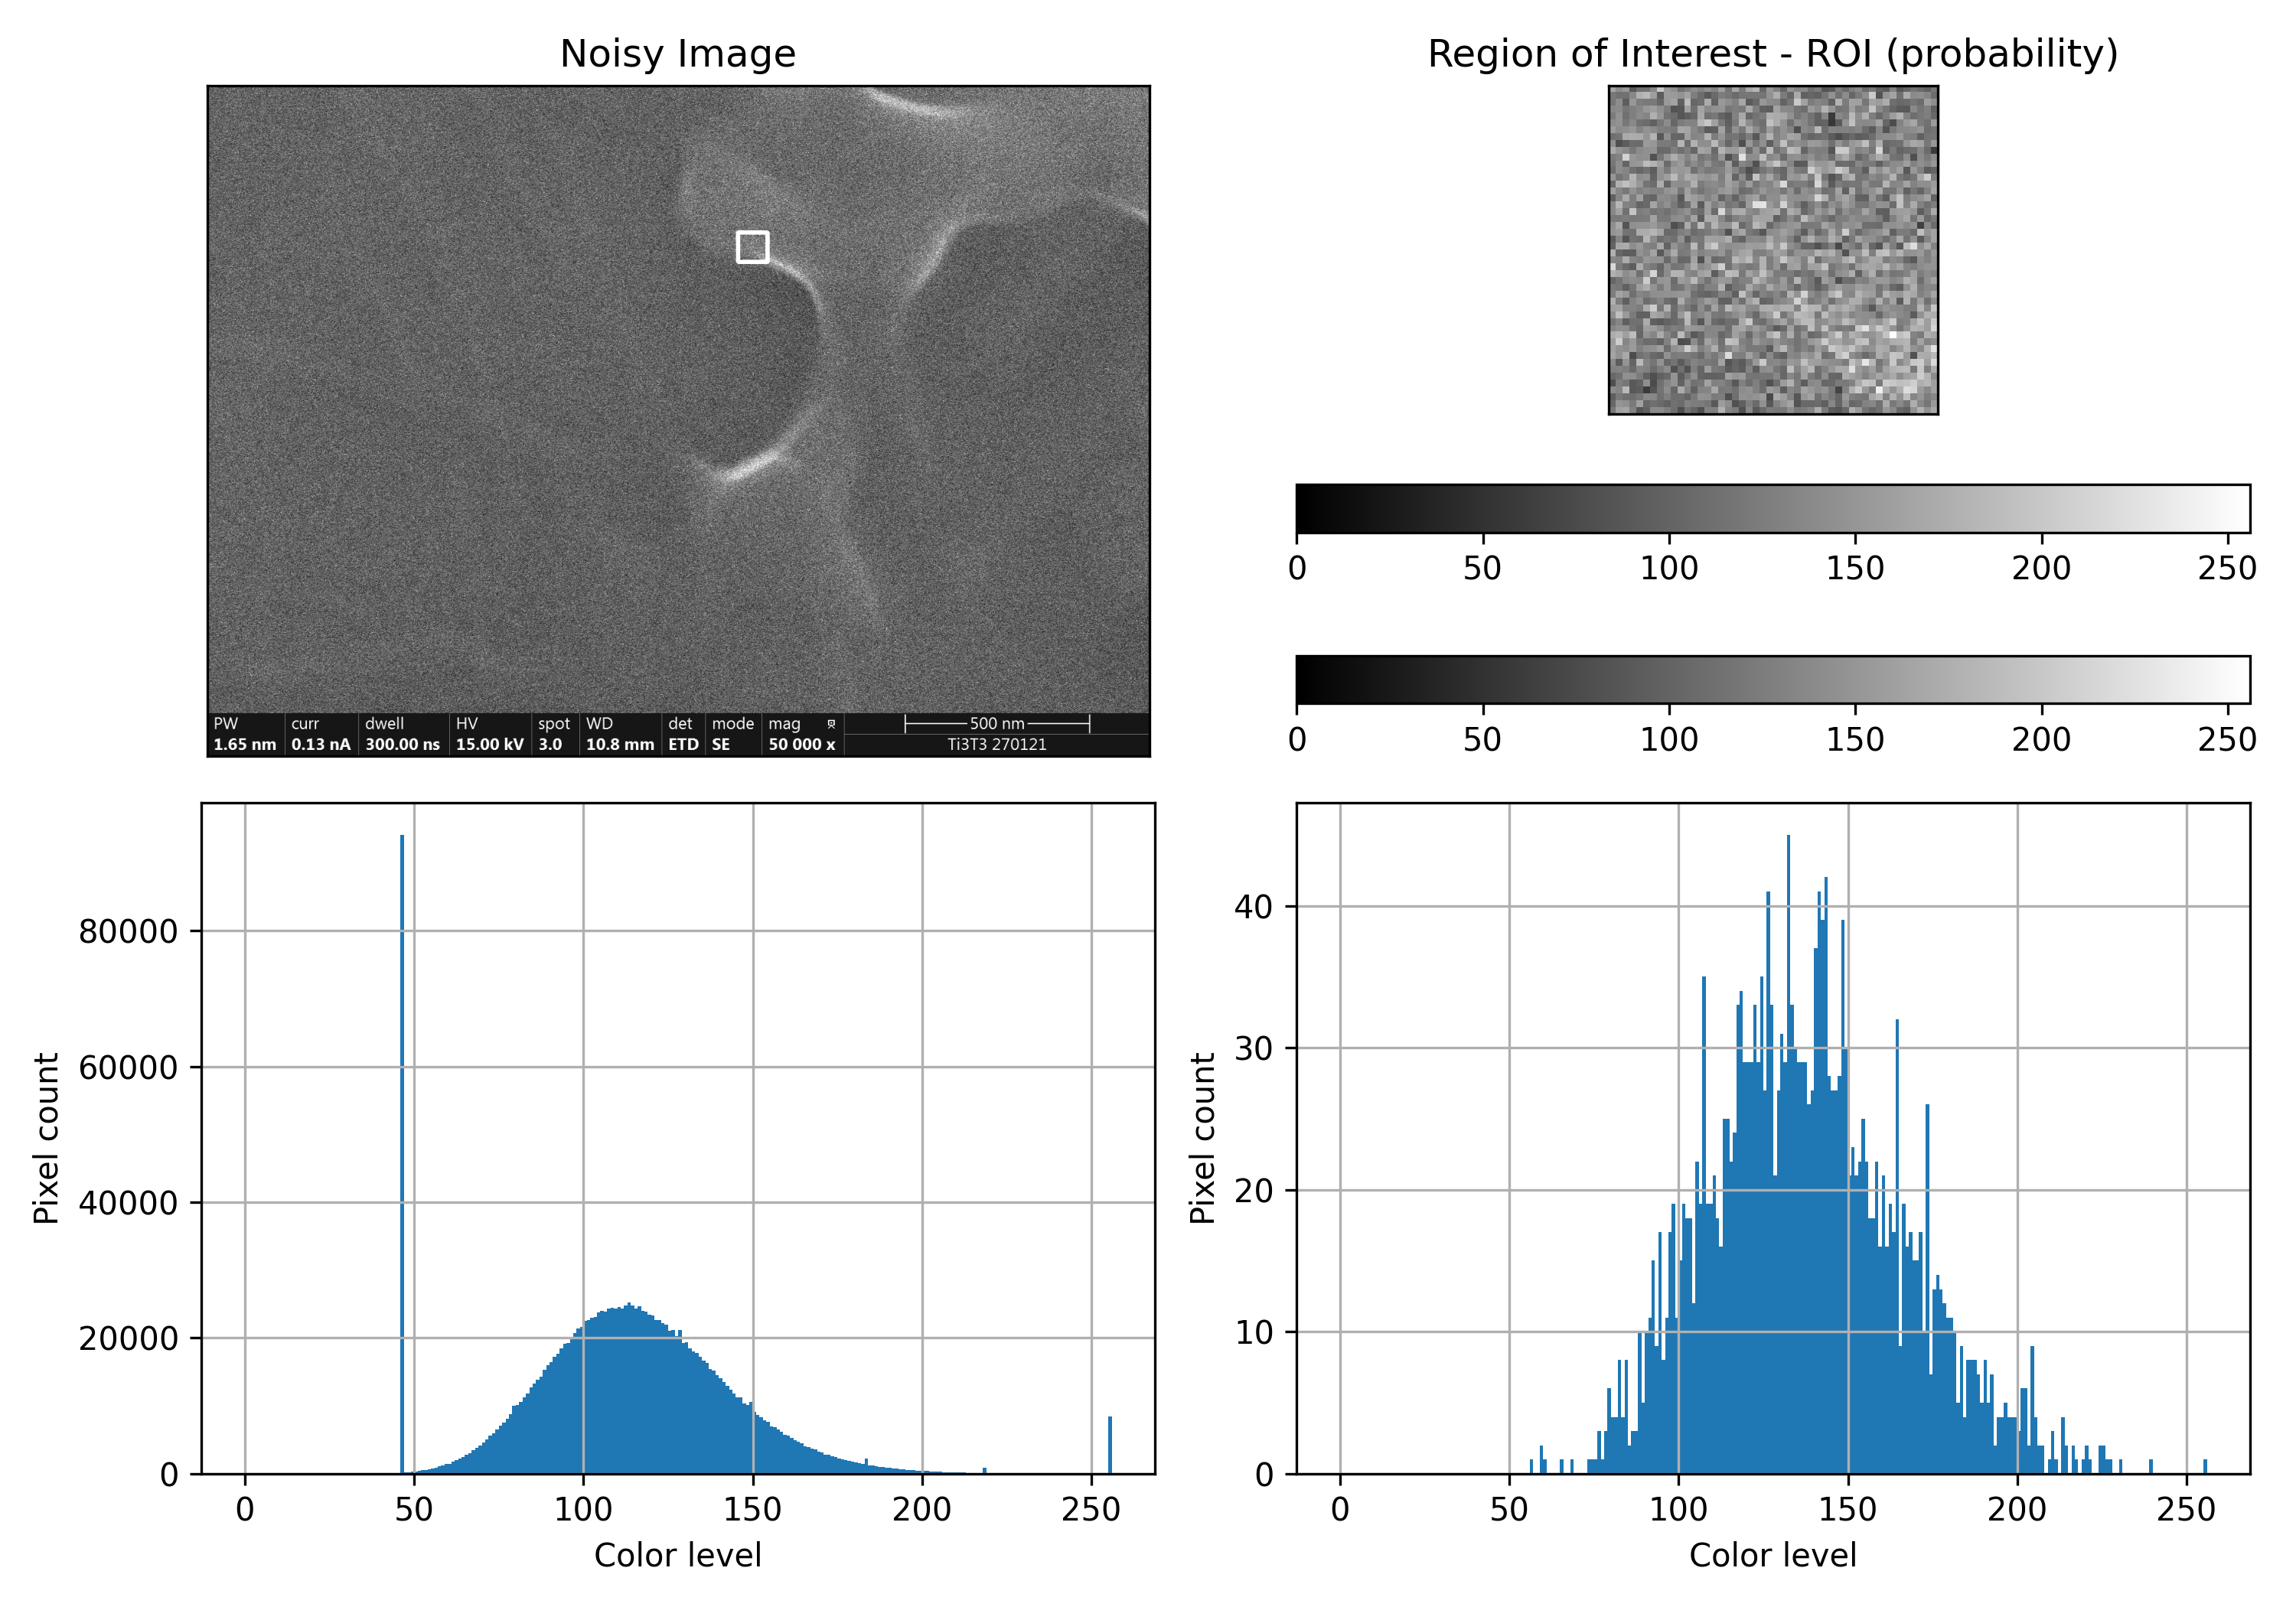 Noisy Image
Region of Interest - ROI (probability)
PW curr dwell HV spot WD det mode mag
1.65 nm 0.13 nA 300.00 ns 15.00 kV 3.0 10.8 mm ETD SE 50 000 x
500 nm
Ti3T3 270121
0 50 100 150 200 250
0 50 100 150 200 250
Pixel count
80000
60000
40000
20000
0
0 50 100 150 200 250
Color level
Pixel count
40
30
20
10
0
0 50 100 150 200 250
Color level